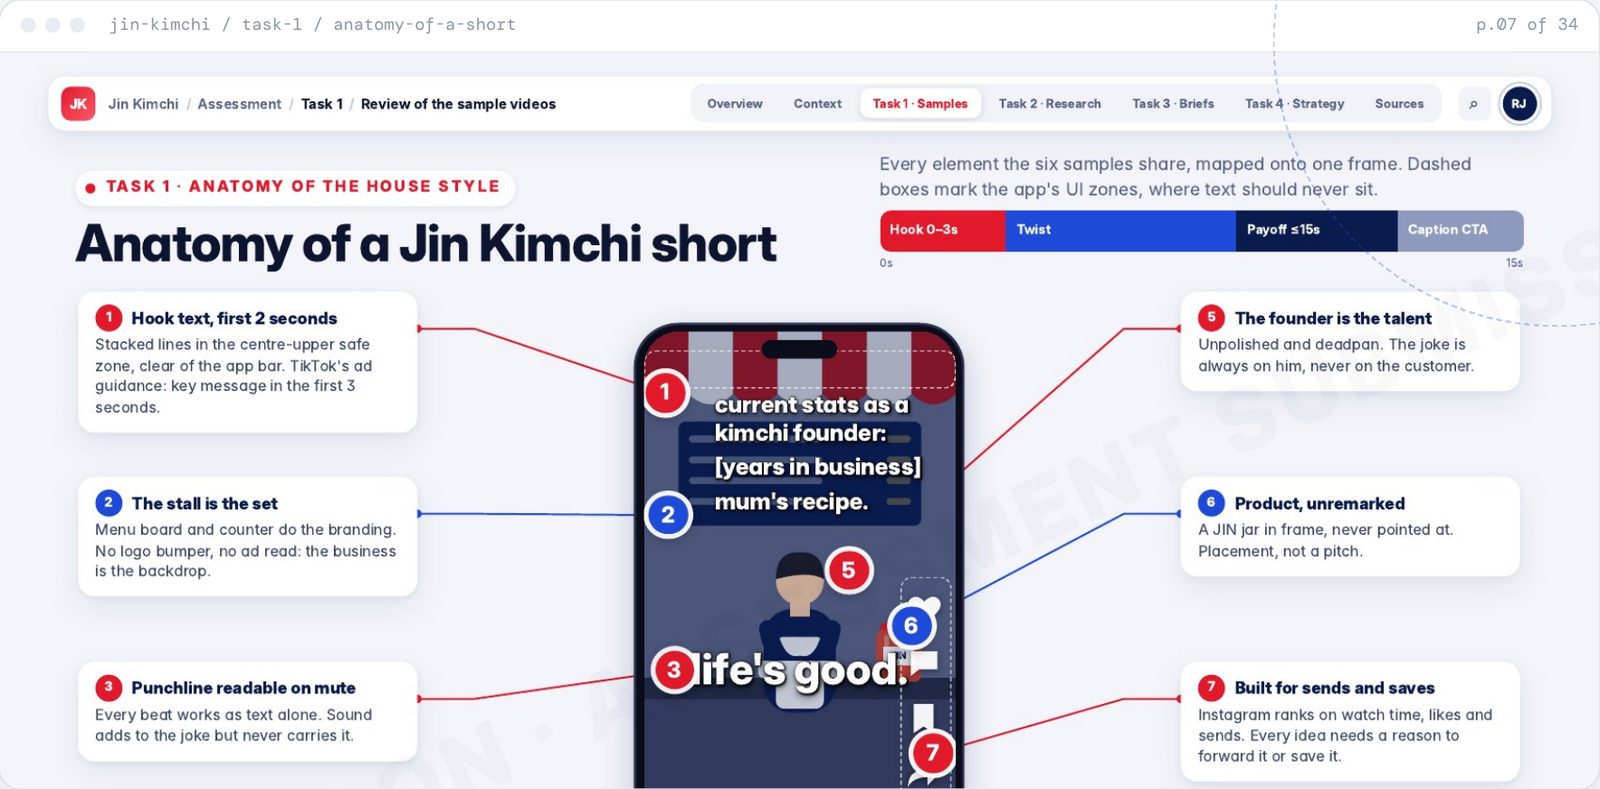 jin-kimchi / task-1 / anatomy-of-a-short
p.07 of 34
JK
Jin Kimchi / Assessment / Task 1 / Review of the sample videos
Overview
Context
Task 1 · Samples
Task 2 · Research
Task 3 · Briefs
Task 4 · Strategy
Sources
RJ
TASK 1 · ANATOMY OF THE HOUSE STYLE
Anatomy of a Jin Kimchi short
Every element the six samples share, mapped onto one frame. Dashed
boxes mark the app's UI zones, where text should never sit.
Hook 0–3s
Twist
Payoff ≤15s
Caption CTA
0s
15s
1
Hook text, first 2 seconds
Stacked lines in the centre-upper safe
zone, clear of the app bar. TikTok's ad
guidance: key message in the first 3
seconds.
2
The stall is the set
Menu board and counter do the branding.
No logo bumper, no ad read: the business
is the backdrop.
3
Punchline readable on mute
Every beat works as text alone. Sound
adds to the joke but never carries it.
1
current stats as a
kimchi founder:
[years in business]
mum's recipe.
2
5
6
3
life's good.
7
5
The founder is the talent
Unpolished and deadpan. The joke is
always on him, never on the customer.
6
Product, unremarked
A JIN jar in frame, never pointed at.
Placement, not a pitch.
7
Built for sends and saves
Instagram ranks on watch time, likes and
sends. Every idea needs a reason to
forward it or save it.